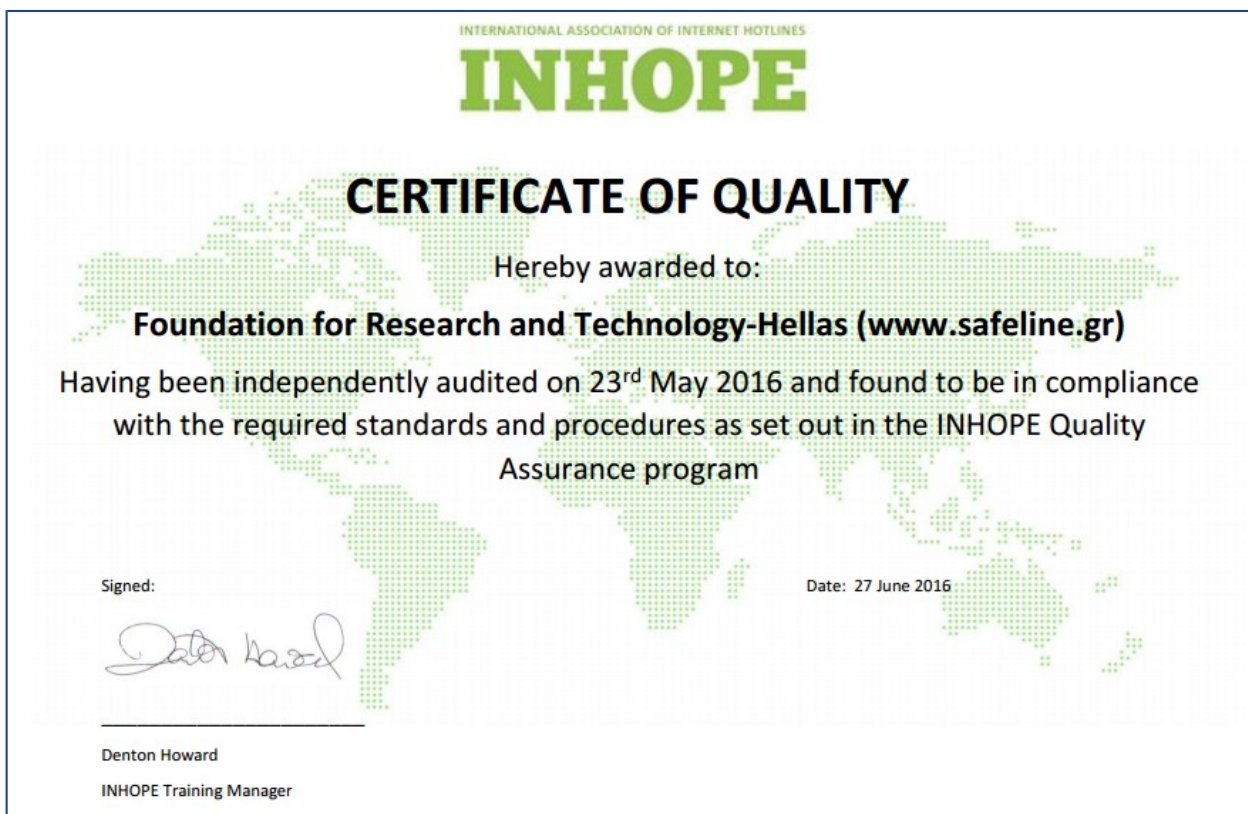 INTERNATIONAL ASSOCIATION OF INTERNET HOTLINES
INHOPE
CERTIFICATE OF QUALITY
Hereby awarded to:
Foundation for Research and Technology-Hellas (www.safeline.gr)
Having been independently audited on 23rd May 2016 and found to be in compliance
with the required standards and procedures as set out in the INHOPE Quality
Assurance program
Signed:
Date: 27 June 2016
Denton Howard
Denton Howard
INHOPE Training Manager